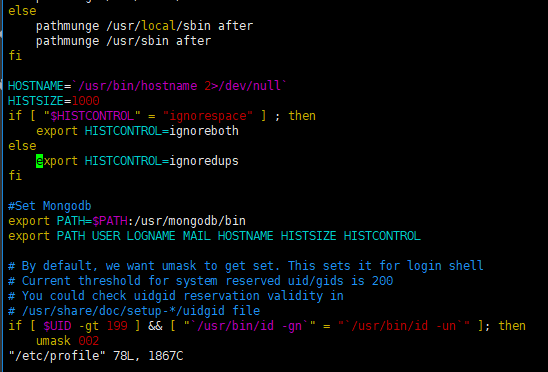 else
    pathmunge /usr/local/sbin after
    pathmunge /usr/sbin after
fi
HOSTNAME=`/usr/bin/hostname 2>/dev/null`
HISTSIZE=1000
if [ "$HISTCONTROL" = "ignorespace" ] ; then
    export HISTCONTROL=ignoreboth
else
    export HISTCONTROL=ignoredups
fi
#Set Mongodb
export PATH=$PATH:/usr/mongodb/bin
export PATH USER LOGNAME MAIL HOSTNAME HISTSIZE HISTCONTROL
# By default, we want umask to get set. This sets it for login shell
# Current threshold for system reserved uid/gids is 200
# You could check uidgid reservation validity in
# /usr/share/doc/setup-*/uidgid file
if [ $UID -gt 199 ] && [ "`/usr/bin/id -gn`" = "`/usr/bin/id -un`" ]; then
    umask 002
"/etc/profile" 78L, 1867C